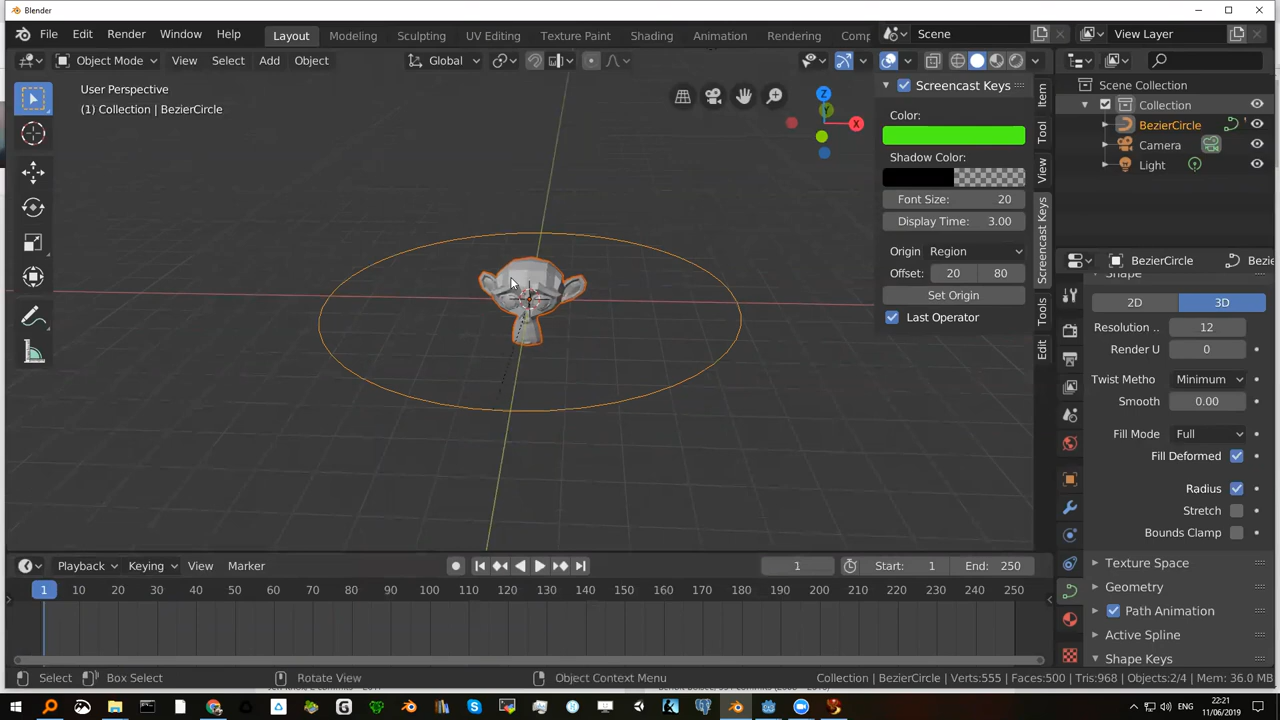 Blender
File Edit Render Window Help Layout Modeling Sculpting UV Editing Texture Paint Shading Animation Rendering Comp Scene View Layer
Object Mode View Select Add Object Global
User Perspective
(1) Collection | BezierCircle
Z
Y
X
Screencast Keys
Color:
Shadow Color:
Font Size: 20
Display Time: 3.00
Origin Region
Offset: 20 80
Set Origin
Last Operator
Item
Tool
View
Screencast Keys
Tools
Edit
Scene Collection
Collection
BezierCircle
Camera
Light
BezierCircle Bezie
Shape
2D 3D
Resolution .. 12
Render U 0
Twist Metho Minimum
Smooth 0.00
Fill Mode Full
Fill Deformed
Radius
Stretch
Bounds Clamp
Texture Space
Geometry
Path Animation
Active Spline
Shape Keys
Playback Keying View Marker 1 Start: 1 End: 250
1 10 20 30 40 50 60 70 80 90 100 110 120 130 140 150 160 170 180 190 200 210 220 230 240 250
Select Box Select Rotate View Object Context Menu Collection | BezierCircle | Verts:555 | Faces:500 | Tris:968 | Objects:2/4 | Mem: 36.0 MB
ENG
22:21
11/06/2019